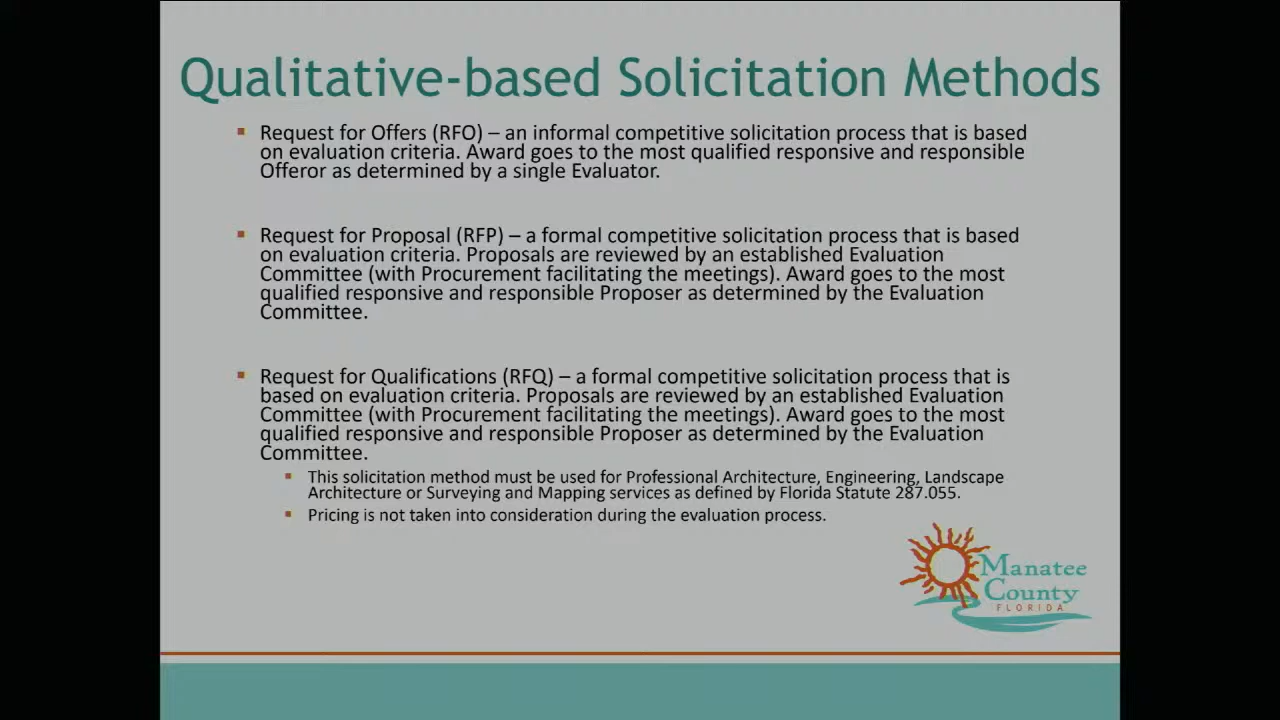 Qualitative-based Solicitation Methods
▪ Request for Offers (RFO) – an informal competitive solicitation process that is based
on evaluation criteria. Award goes to the most qualified responsive and responsible
Offeror as determined by a single Evaluator.
▪ Request for Proposal (RFP) – a formal competitive solicitation process that is based
on evaluation criteria. Proposals are reviewed by an established Evaluation
Committee (with Procurement facilitating the meetings). Award goes to the most
qualified responsive and responsible Proposer as determined by the Evaluation
Committee.
▪ Request for Qualifications (RFQ) – a formal competitive solicitation process that is
based on evaluation criteria. Proposals are reviewed by an established Evaluation
Committee (with Procurement facilitating the meetings). Award goes to the most
qualified responsive and responsible Proposer as determined by the Evaluation
Committee.
▪ This solicitation method must be used for Professional Architecture, Engineering, Landscape
Architecture or Surveying and Mapping services as defined by Florida Statute 287.055.
▪ Pricing is not taken into consideration during the evaluation process.
Manatee
County
FLORIDA